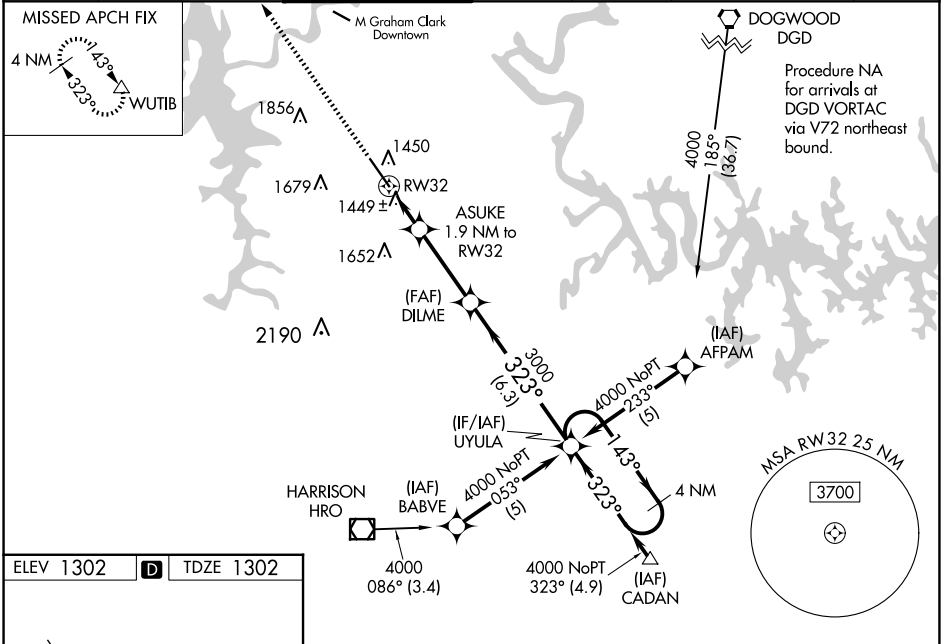 MISSED APCH FIX
4 NM
143°
323°
WUTIB
M Graham Clark
Downtown
DOGWOOD
DGD
Procedure NA
for arrivals at
DGD VORTAC
via V72 northeast
bound.
4000
185°
(36.7)
1856
1450
1679
RW32
1449 ±
ASUKE
1.9 NM to
RW32
1652
(FAF)
DILME
2190
3000
323°
(6.3)
(IAF)
AFPAM
4000 NoPT
233°
(5)
(IF/IAF)
UYULA
143°
323°
4 NM
MSA RW32 25 NM
3700
HARRISON
HRO
(IAF)
BABVE
4000 NoPT
053°
(5)
4000
086° (3.4)
4000 NoPT
323° (4.9)
(IAF)
CADAN
ELEV 1302
D
TDZE 1302